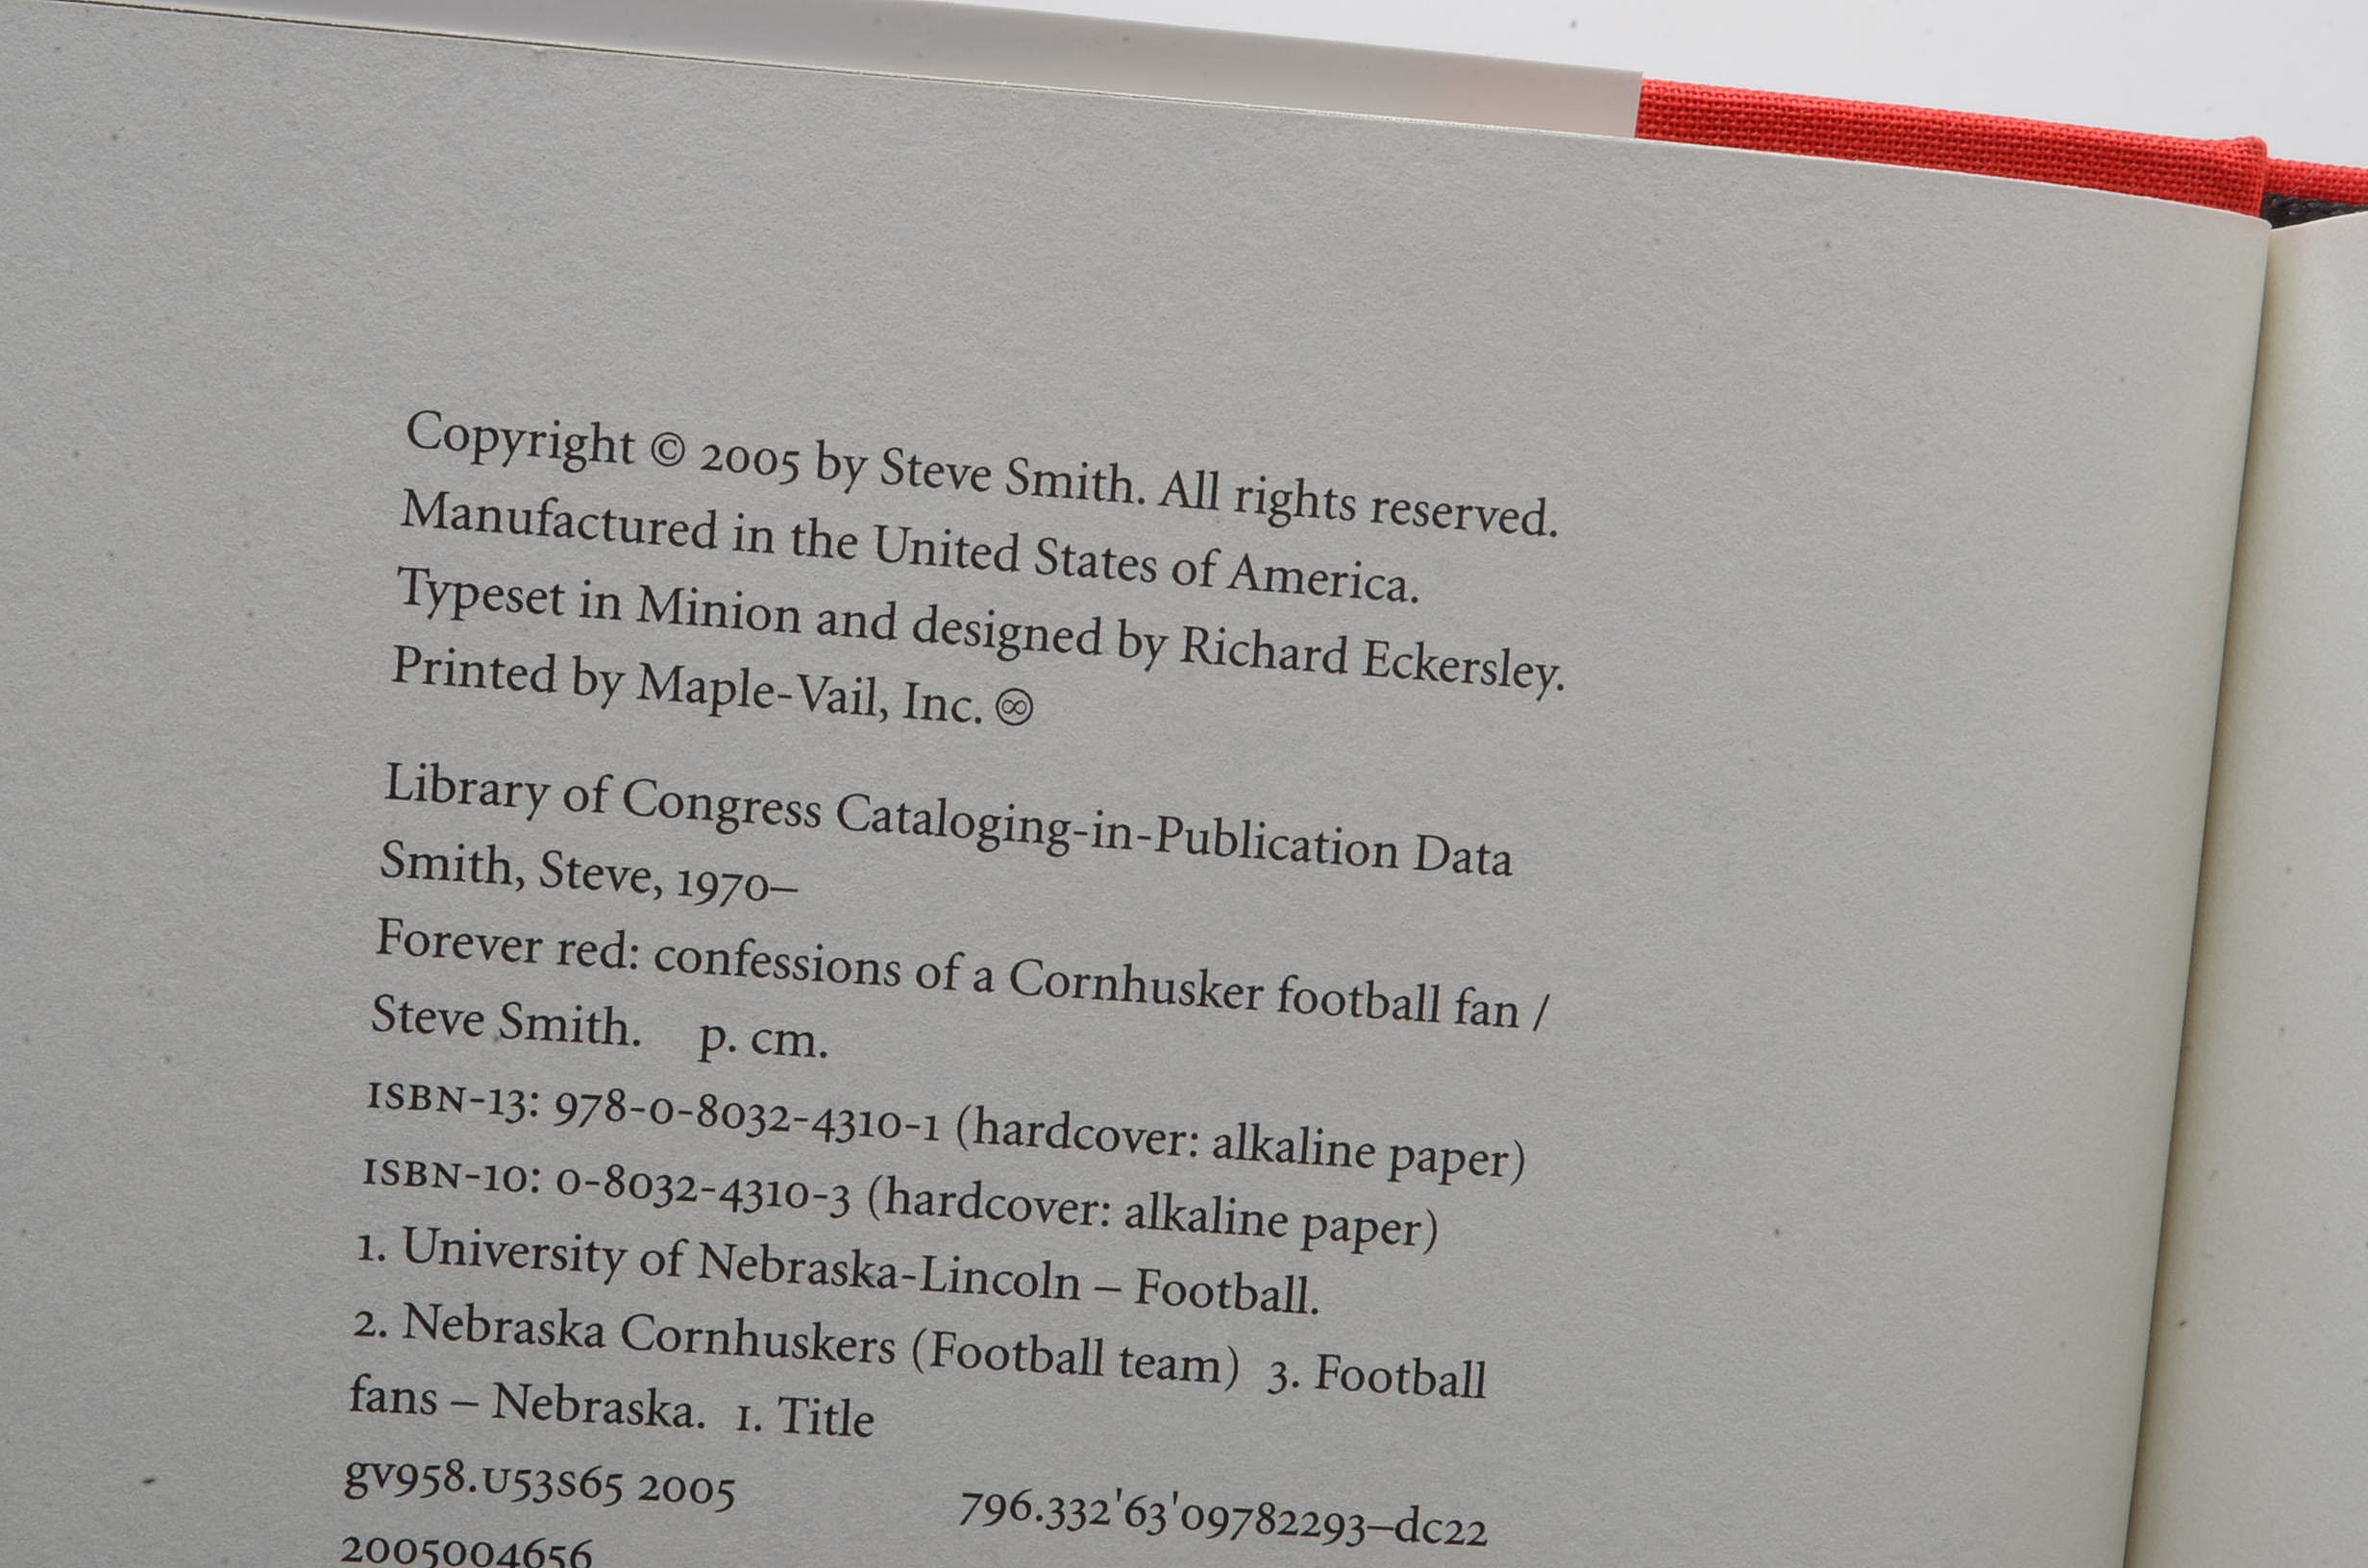 Copyright © 2005 by Steve Smith. All rights reserved.
Manufactured in the United States of America.
Typeset in Minion and designed by Richard Eckersley.
Printed by Maple-Vail, Inc. ♾
Library of Congress Cataloging-in-Publication Data
Smith, Steve, 1970–
Forever red: confessions of a Cornhusker football fan /
Steve Smith.    p. cm.
ISBN-13: 978-0-8032-4310-1 (hardcover: alkaline paper)
ISBN-10: 0-8032-4310-3 (hardcover: alkaline paper)
1. University of Nebraska-Lincoln – Football.
2. Nebraska Cornhuskers (Football team)  3. Football
fans – Nebraska.  I. Title
GV958.U53S65 2005    796.332'63'09782293–dc22
2005004656